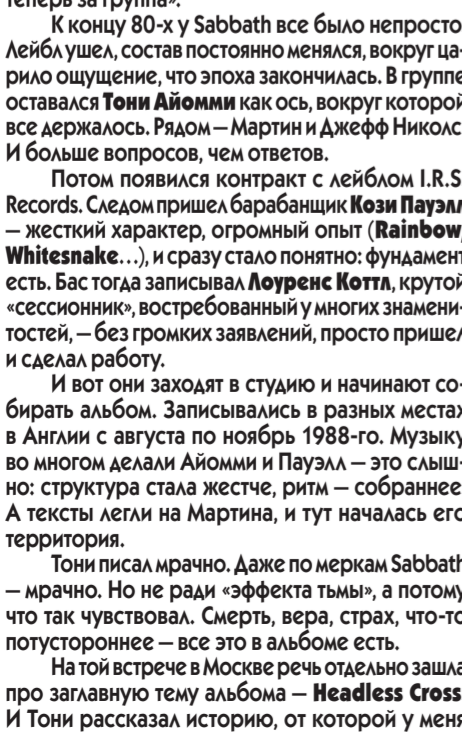 теперь за группа».
К концу 80-х у Sabbath все было непросто
Лейбл ушел, состав постоянно менялся, вокруг ца-
рило ощущение, что эпоха закончилась. В группе
оставался Тони Айомми как ось, вокруг которой
все держалось. Рядом — Мартин и Джефф Николс
И больше вопросов, чем ответов.
Потом появился контракт с лейблом I.R.S
Records. Следом пришел барабанщик Кози Пауэлл
— жесткий характер, огромный опыт (Rainbow,
Whitesnake...), и сразу стало понятно: фундамент
есть. Бас тогда записывал Лоуренс Коттл, крутой
«сессионник», востребованный у многих знамени-
тостей, — без громких заявлений, просто пришел
и сделал работу.
И вот они заходят в студию и начинают со-
бирать альбом. Записывались в разных местах
в Англии с августа по ноябрь 1988-го. Музыку
во многом делали Айомми и Пауэлл — это слыш-
но: структура стала жестче, ритм — собраннее
А тексты легли на Мартина, и тут началась его
территория.
Тони писал мрачно. Даже по меркам Sabbath
— мрачно. Но не ради «эффекта тьмы», а потому
что так чувствовал. Смерть, вера, страх, что-то
потустороннее — все это в альбоме есть.
На той встрече в Москве речь отдельно зашла
про заглавную тему альбома — Headless Cross
И Тони рассказал историю, от которой у меня